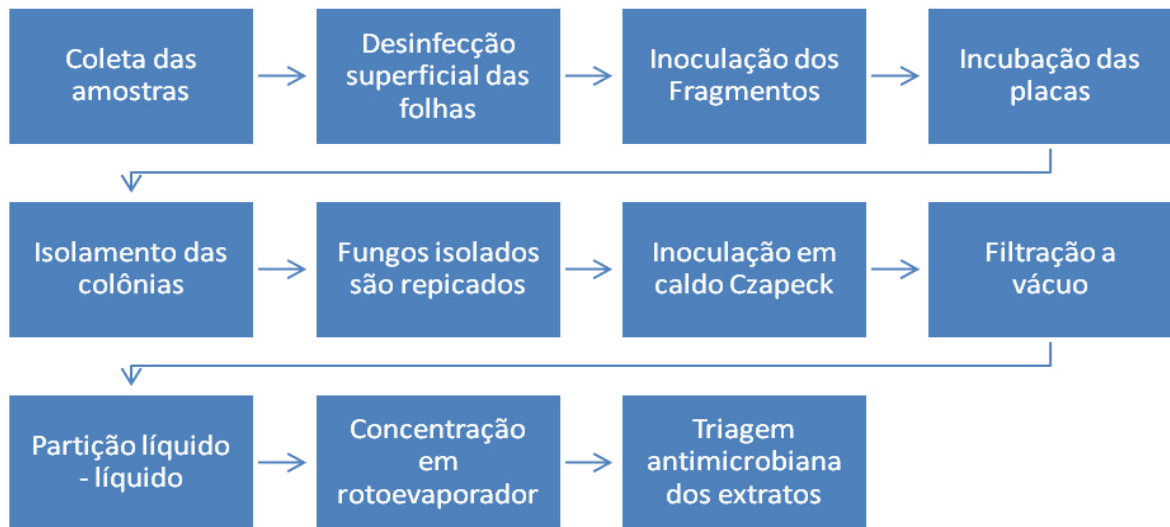 Coleta das
amostras
Desinfecção
superficial das
folhas
Inoculação dos
Fragmentos
Incubação das
placas
Isolamento das
colônias
Fungos isolados
são repicados
Inoculação em
caldo Czapeck
Filtração a
vácuo
Partição líquido
- líquido
Concentração
em
rotoevaporador
Triagem
antimicrobiana
dos extratos